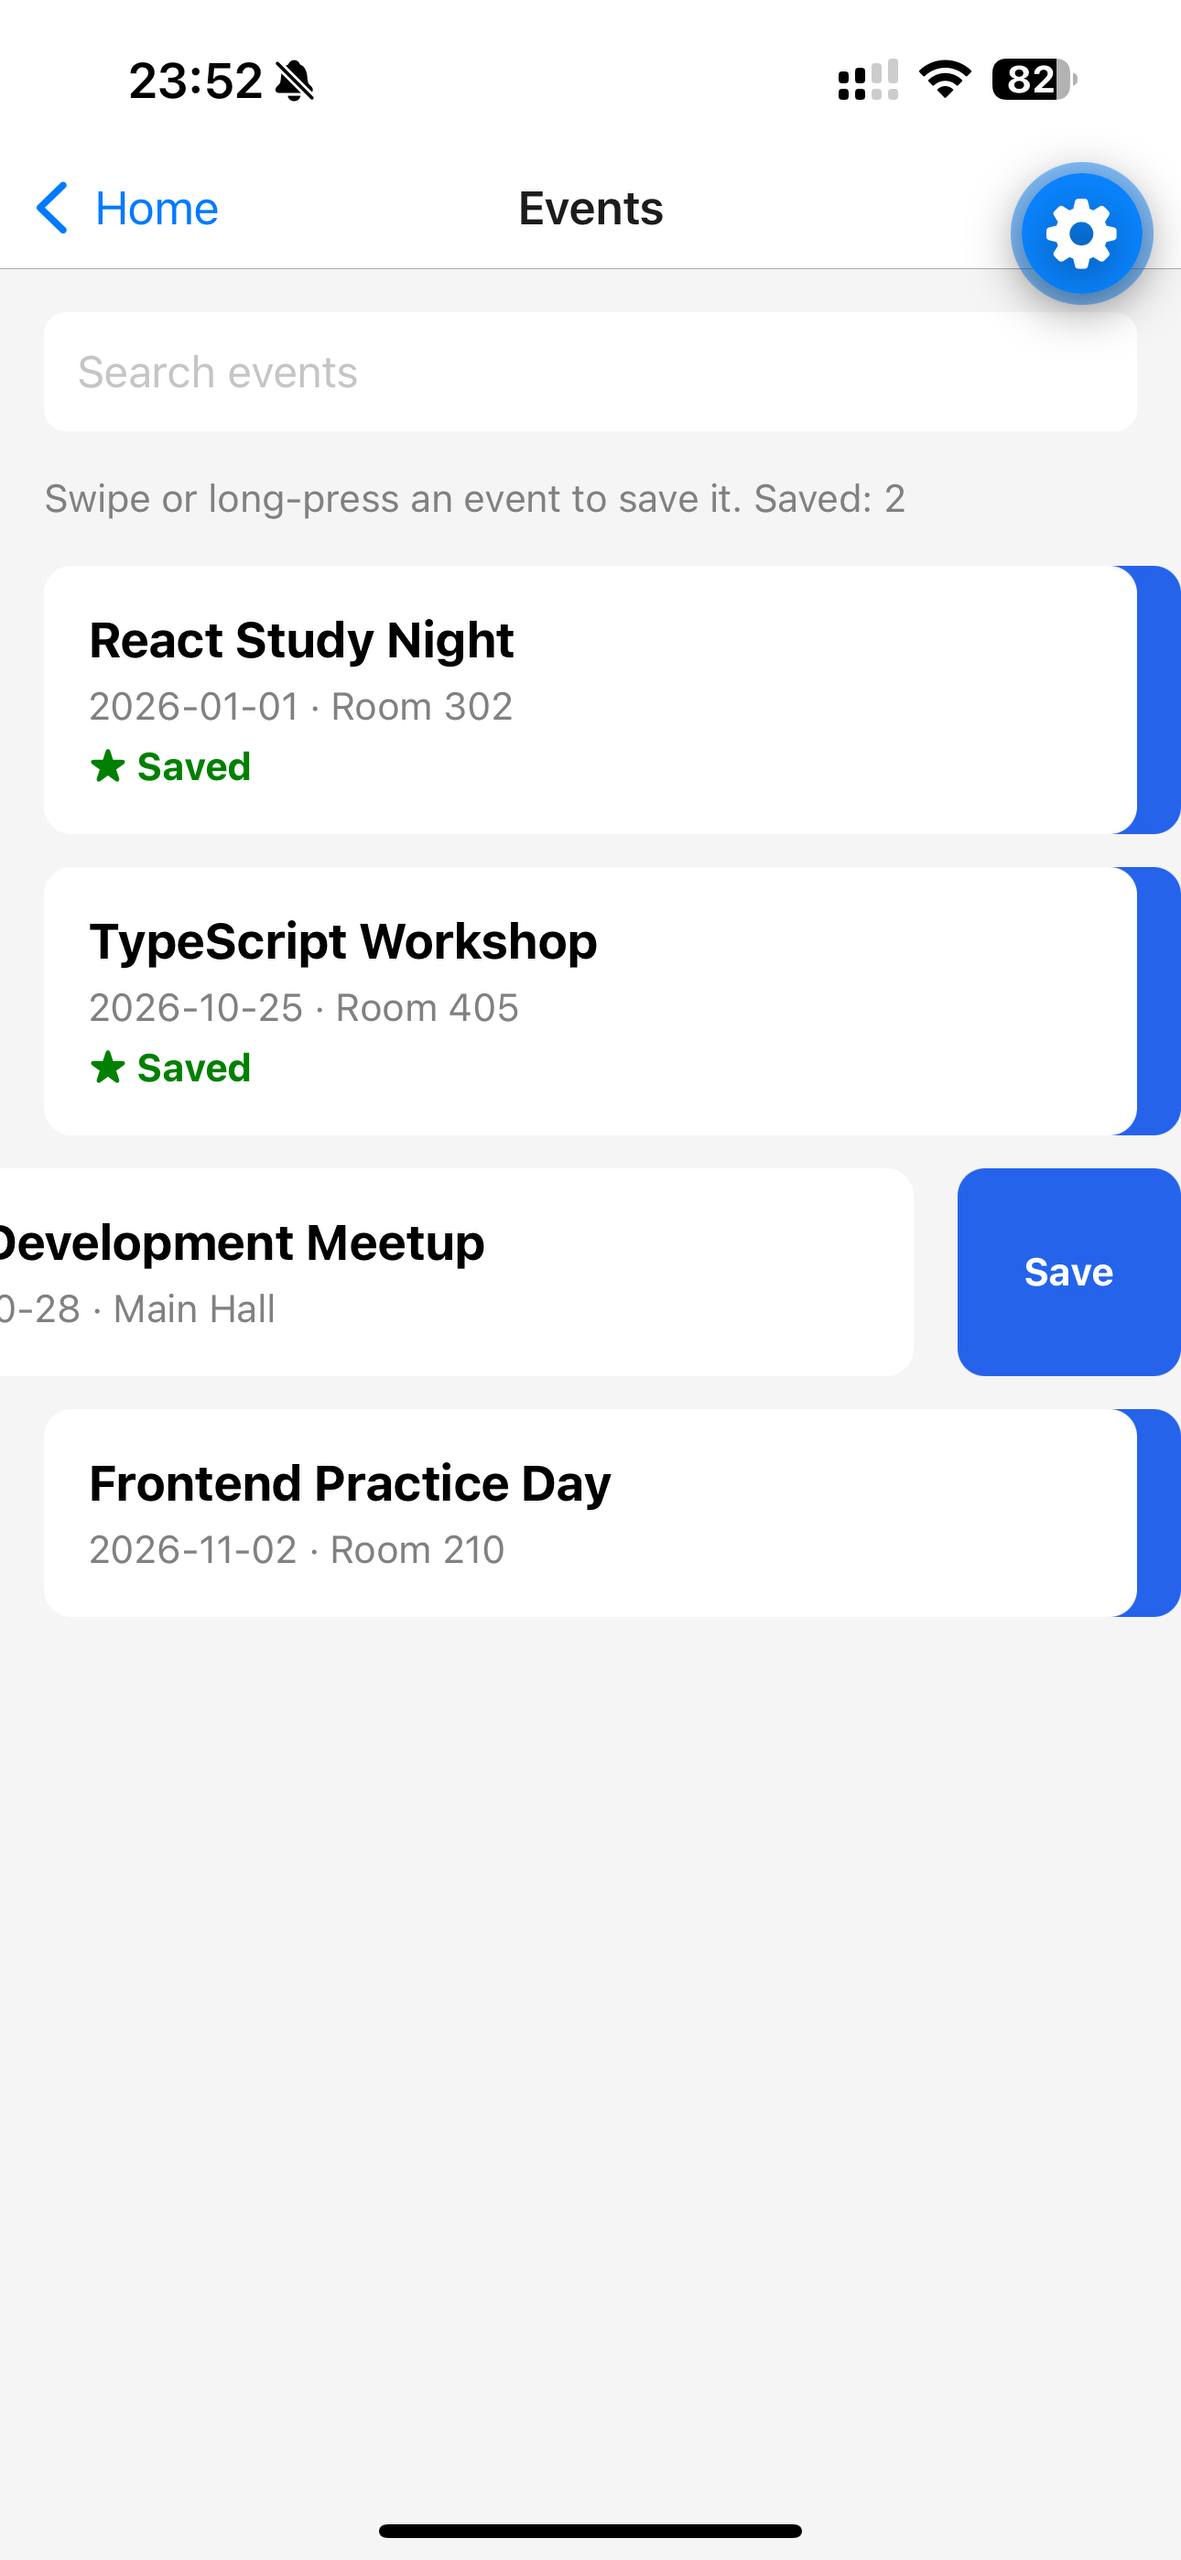 23:52
82
Home
Events
Search events
Swipe or long-press an event to save it. Saved: 2
React Study Night
2026-01-01 · Room 302
★ Saved
TypeScript Workshop
2026-10-25 · Room 405
★ Saved
Development Meetup
0-28 · Main Hall
Save
Frontend Practice Day
2026-11-02 · Room 210